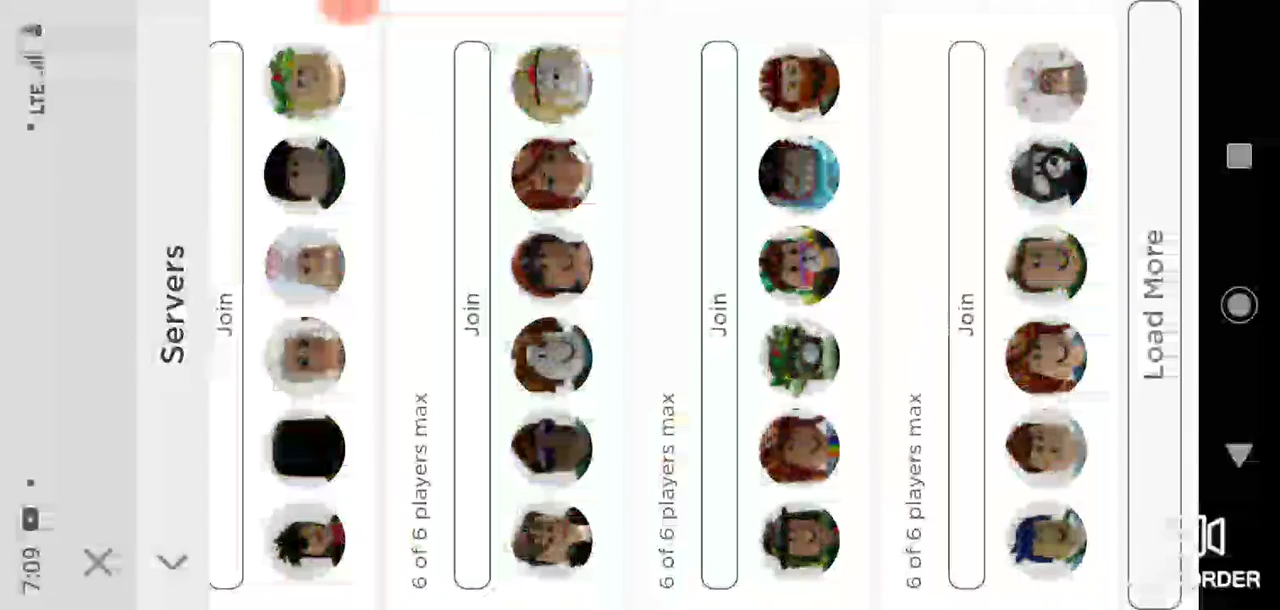 7:09
LTE
Servers
Join
6 of 6 players max
Join
6 of 6 players max
Join
6 of 6 players max
Join
Load More
ORDER